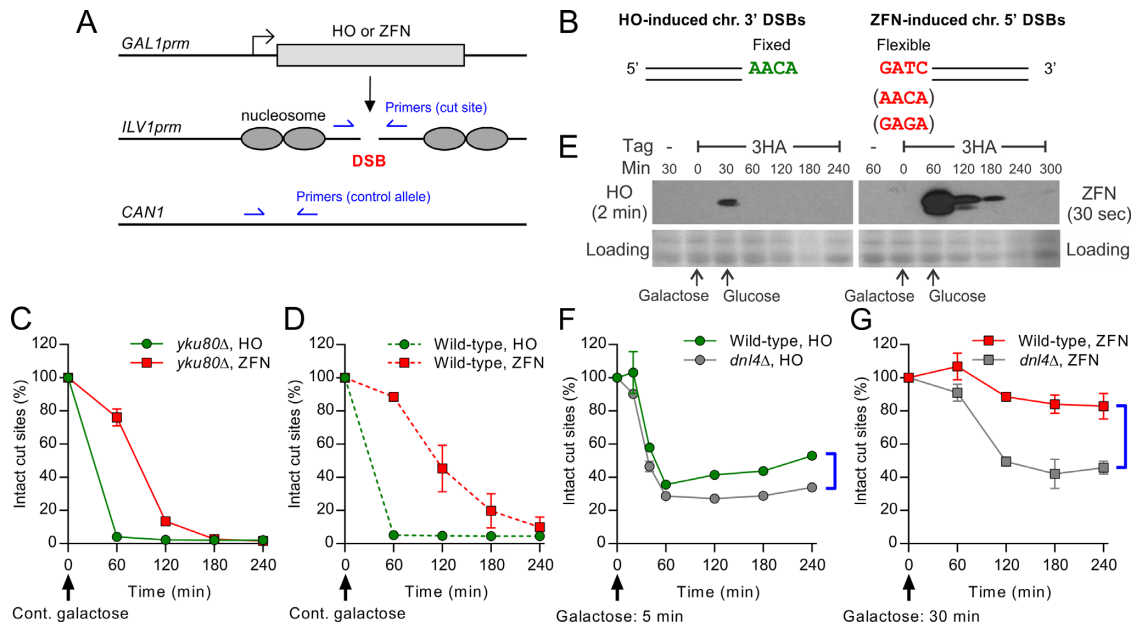 A
GAL1prm
HO or ZFN
nucleosome
Primers (cut site)
ILV1prm
DSB
Primers (control allele)
CAN1
B
HO-induced chr. 3' DSBs
ZFN-induced chr. 5' DSBs
Fixed
Flexible
5'
AACA
GATC
3'
(AACA)
(GAGA)
E
Tag - 3HA - 3HA
Min 30 0 30 60 120 180 240 60 0 60 120 180 240 300
HO
(2 min)
ZFN
(30 sec)
Loading
Loading
Galactose
Glucose
Galactose
Glucose
C
yku80Δ, HO
yku80Δ, ZFN
Intact cut sites (%)
120
100
80
60
40
20
0
0 60 120 180 240
Time (min)
Cont. galactose
D
Wild-type, HO
Wild-type, ZFN
Intact cut sites (%)
120
100
80
60
40
20
0
0 60 120 180 240
Time (min)
Cont. galactose
F
Wild-type, HO
dnl4Δ, HO
Intact cut sites (%)
120
100
80
60
40
20
0
0 60 120 180 240
Time (min)
Galactose: 5 min
G
Wild-type, ZFN
dnl4Δ, ZFN
Intact cut sites (%)
120
100
80
60
40
20
0
0 60 120 180 240
Time (min)
Galactose: 30 min